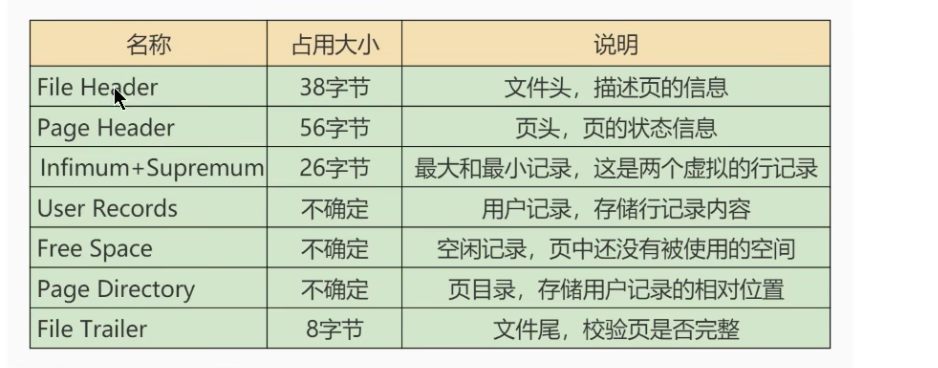 名称 占用大小 说明
File Header 38字节 文件头，描述页的信息
Page Header 56字节 页头，页的状态信息
Infimum+Supremum 26字节 最大和最小记录，这是两个虚拟的行记录
User Records 不确定 用户记录，存储行记录内容
Free Space 不确定 空闲记录，页中还没有被使用的空间
Page Directory 不确定 页目录，存储用户记录的相对位置
File Trailer 8字节 文件尾，校验页是否完整